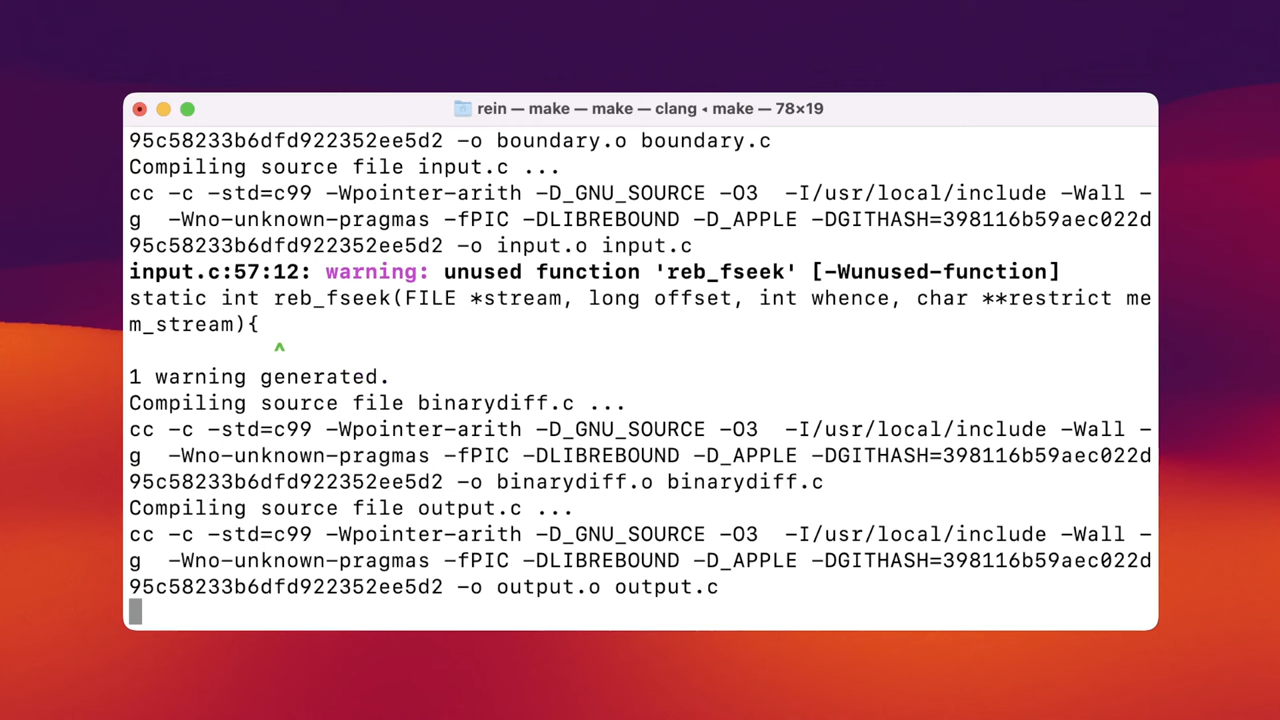 rein — make — make — clang ◂ make — 78×19
95c58233b6dfd922352ee5d2 -o boundary.o boundary.c
Compiling source file input.c ...
cc -c -std=c99 -Wpointer-arith -D_GNU_SOURCE -O3  -I/usr/local/include -Wall -
g  -Wno-unknown-pragmas -fPIC -DLIBREBOUND -D_APPLE -DGITHASH=398116b59aec022d
95c58233b6dfd922352ee5d2 -o input.o input.c
input.c:57:12: warning: unused function 'reb_fseek' [-Wunused-function]
static int reb_fseek(FILE *stream, long offset, int whence, char **restrict me
m_stream){
           ^
1 warning generated.
Compiling source file binarydiff.c ...
cc -c -std=c99 -Wpointer-arith -D_GNU_SOURCE -O3  -I/usr/local/include -Wall -
g  -Wno-unknown-pragmas -fPIC -DLIBREBOUND -D_APPLE -DGITHASH=398116b59aec022d
95c58233b6dfd922352ee5d2 -o binarydiff.o binarydiff.c
Compiling source file output.c ...
cc -c -std=c99 -Wpointer-arith -D_GNU_SOURCE -O3  -I/usr/local/include -Wall -
g  -Wno-unknown-pragmas -fPIC -DLIBREBOUND -D_APPLE -DGITHASH=398116b59aec022d
95c58233b6dfd922352ee5d2 -o output.o output.c